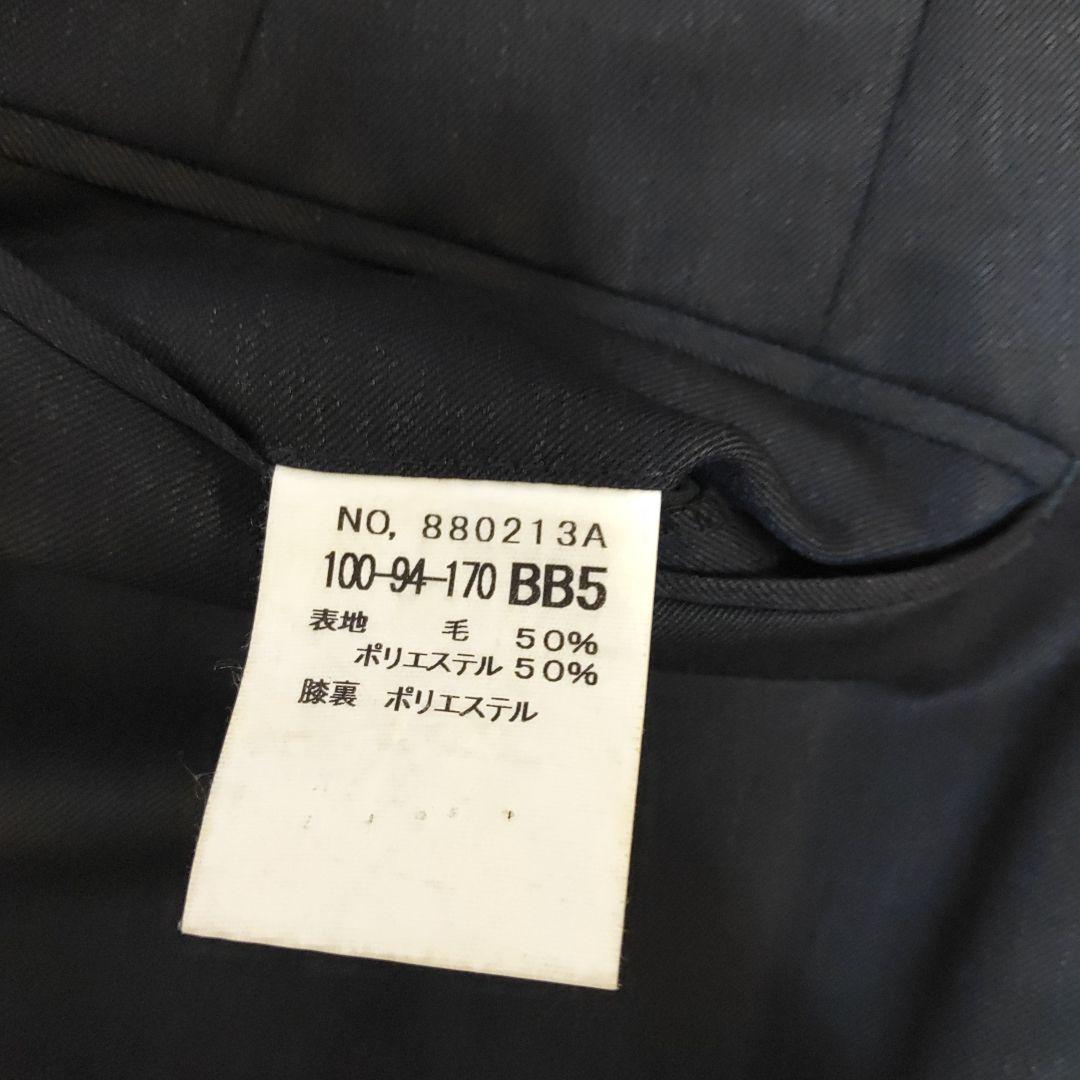 NO, 880213A
100-94-170 BB5
表地 毛 50%
ポリエステル 50%
膝裏 ポリエステル